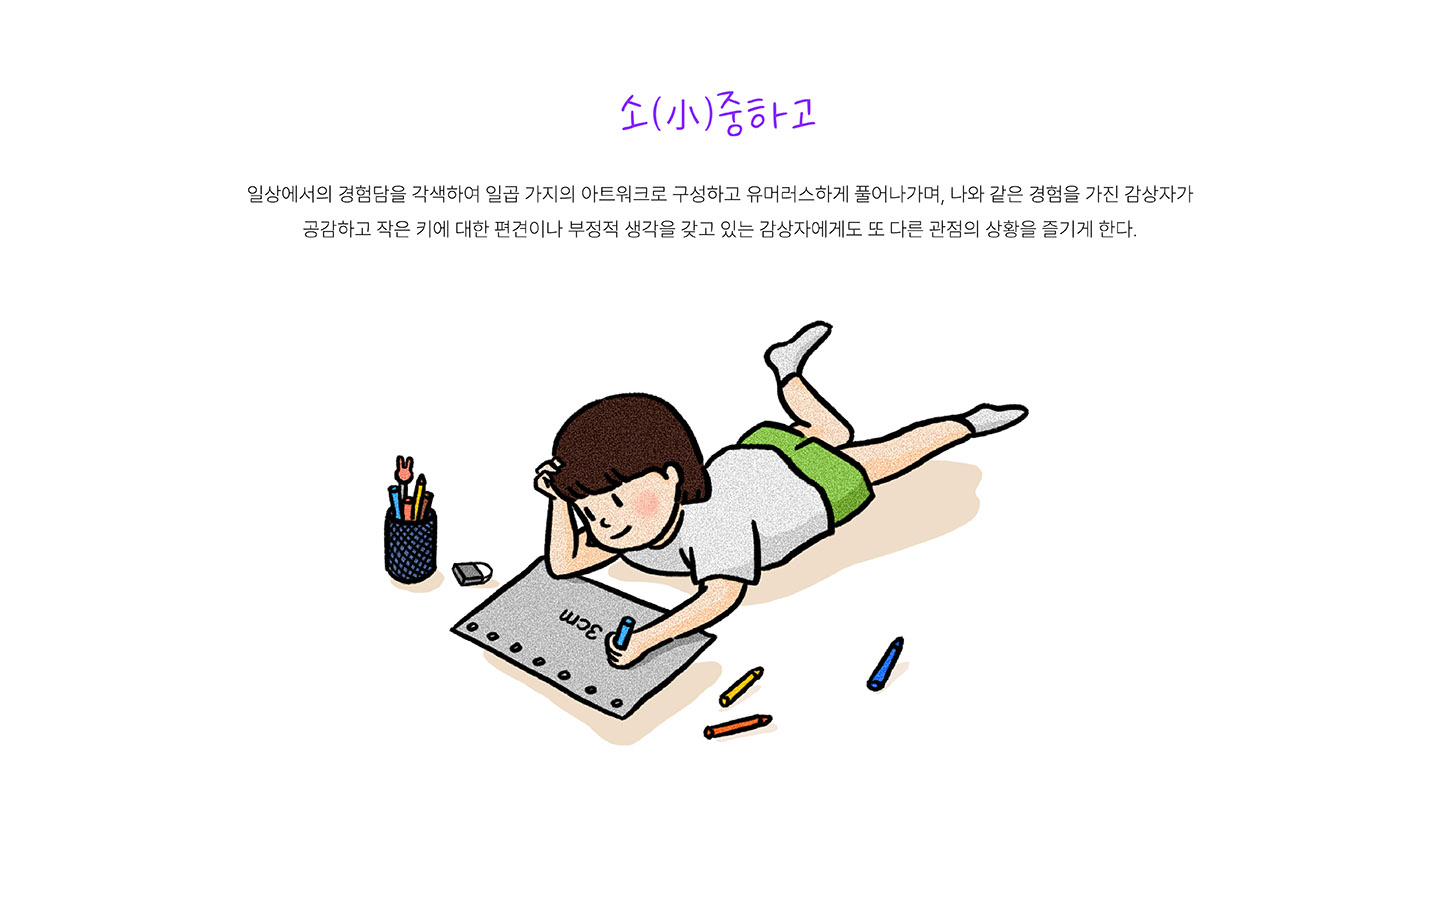 소(小)중하고
일상에서의 경험담을 각색하여 일곱 가지의 아트워크로 구성하고 유머러스하게 풀어나가며, 나와 같은 경험을 가진 감상자가
공감하고 작은 키에 대한 편견이나 부정적 생각을 갖고 있는 감상자에게도 또 다른 관점의 상황을 즐기게 한다.
3cm